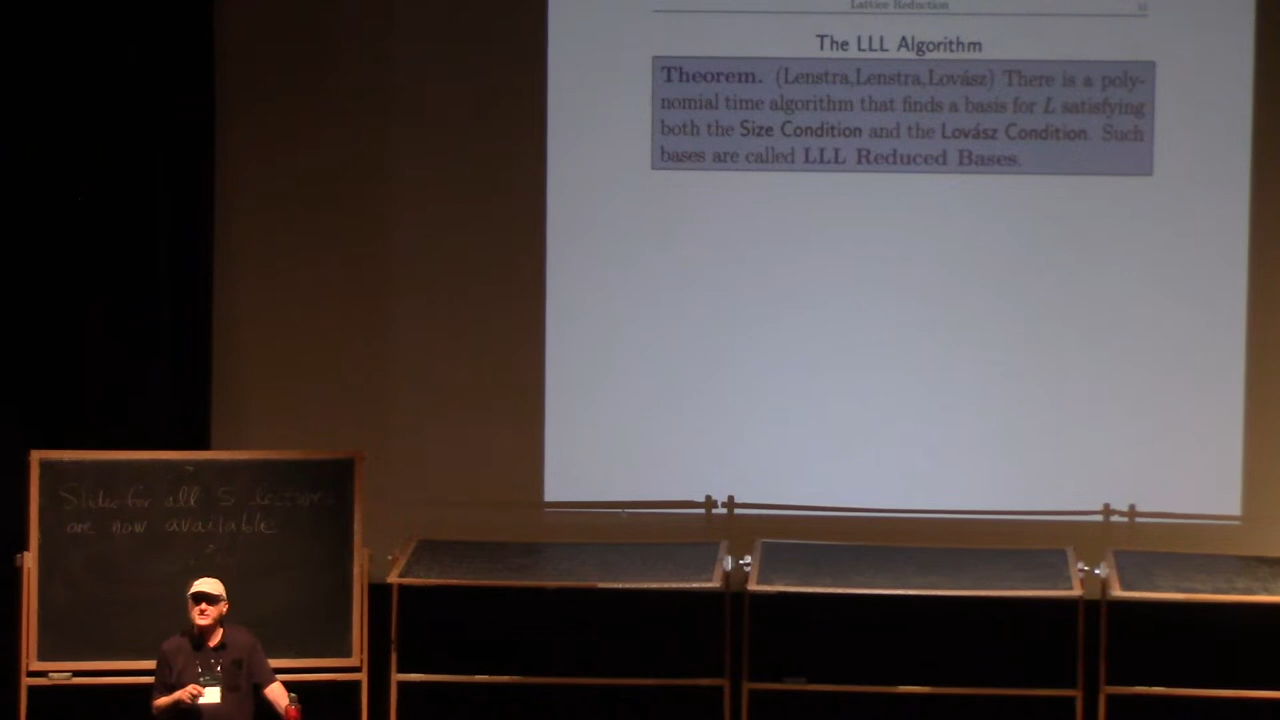 Lattice Reduction
The LLL Algorithm
Theorem. (Lenstra,Lenstra,Lovász) There is a poly-
nomial time algorithm that finds a basis for L satisfying
both the Size Condition and the Lovász Condition. Such
bases are called LLL Reduced Bases.
Slides for all 5 lectures
are now available